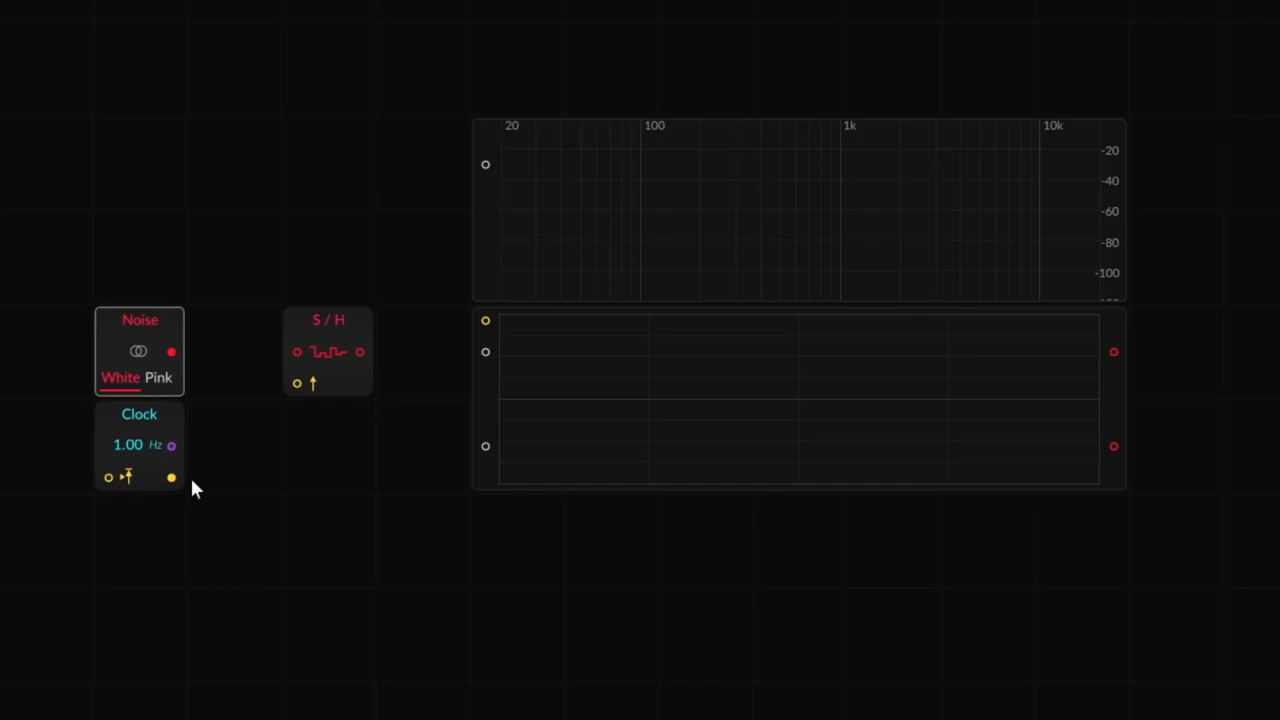 20 100 1k 10k
-20
-40
-60
-80
-100
Noise
White Pink
S / H
Clock
1.00 Hz